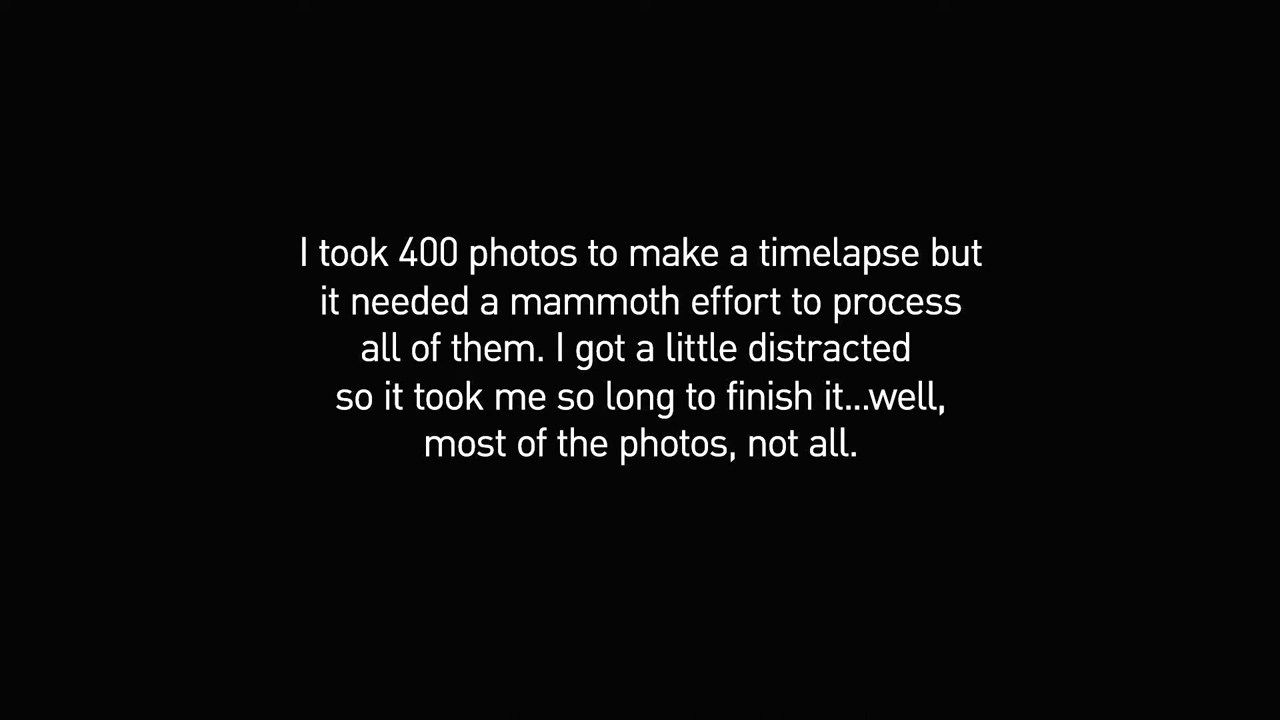 I took 400 photos to make a timelapse but
it needed a mammoth effort to process
all of them. I got a little distracted
so it took me so long to finish it...well,
most of the photos, not all.